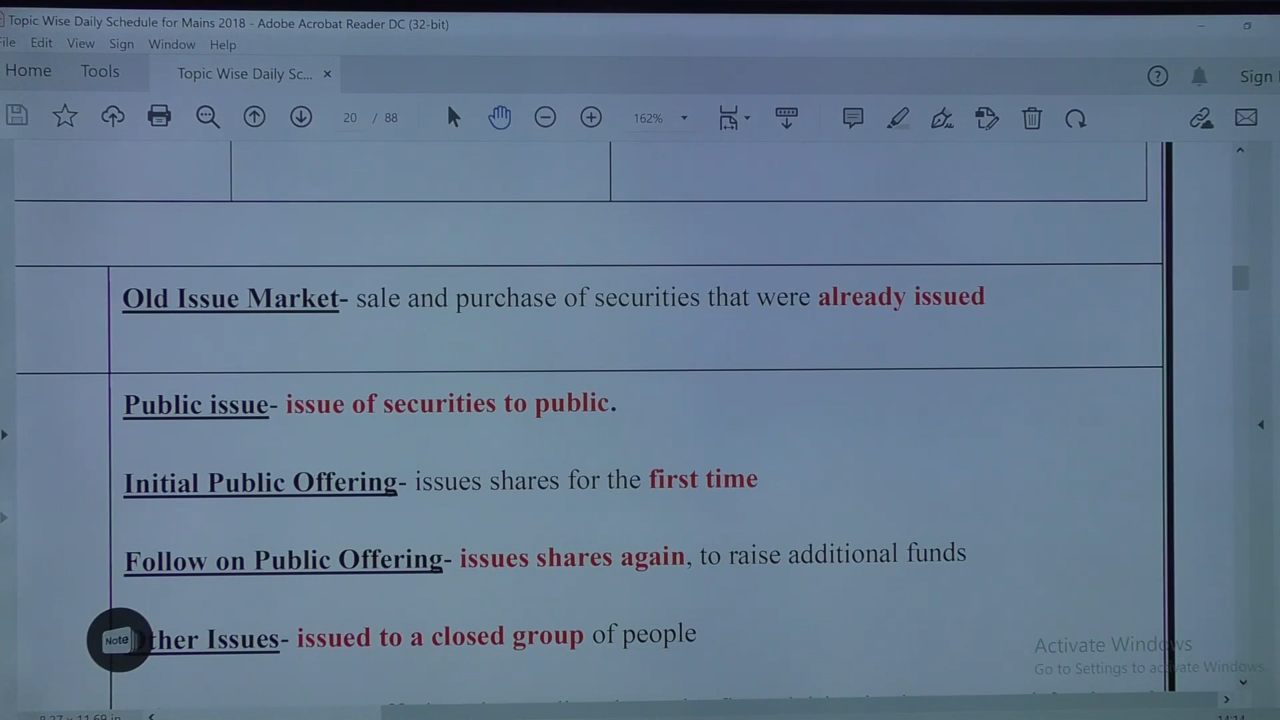 Topic Wise Daily Schedule for Mains 2018 - Adobe Acrobat Reader DC (32-bit)
File Edit View Sign Window Help
Home Tools Topic Wise Daily Sc... × Sign
20 / 88 162%
Old Issue Market- sale and purchase of securities that were already issued
Public issue- issue of securities to public.
Initial Public Offering- issues shares for the first time
Follow on Public Offering- issues shares again, to raise additional funds
Note
Other Issues- issued to a closed group of people
Activate Windows
Go to Settings to activate Windows.